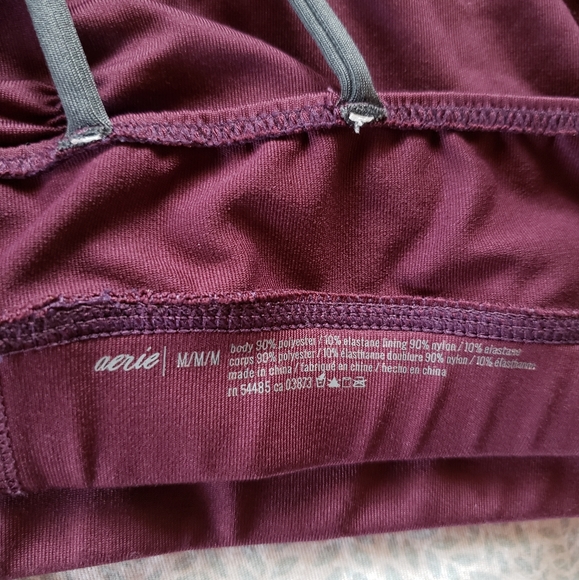 aerie | M/M/M
body 90% polyester / 10% elastane lining 90% nylon / 10% elastane
corps 90% polyester / 10% élasthanne doublure 90% nylon / 10% élasthanne
made in china / fabriqué en chine / hecho en china
rn 54485 ca 03673